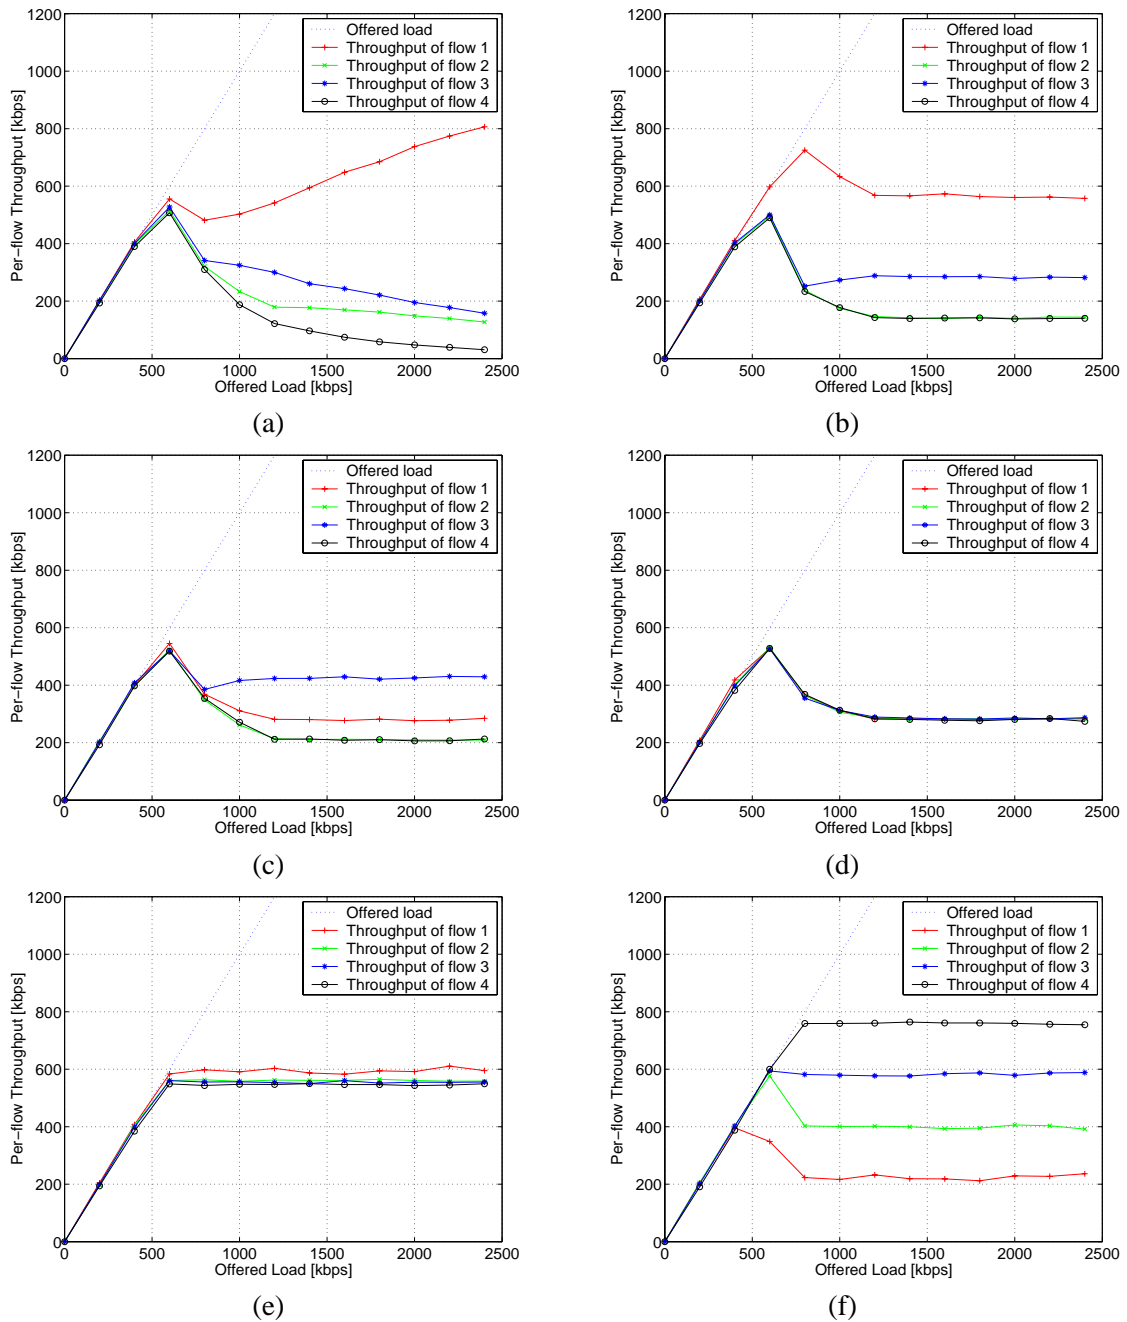 1200
1000
800
600
400
200
0
0 500 1000 1500 2000 2500
Per−flow Throughput [kbps]
Offered Load [kbps]
Offered load
Throughput of flow 1
Throughput of flow 2
Throughput of flow 3
Throughput of flow 4
(a)
1200
1000
800
600
400
200
0
0 500 1000 1500 2000 2500
Per−flow Throughput [kbps]
Offered Load [kbps]
Offered load
Throughput of flow 1
Throughput of flow 2
Throughput of flow 3
Throughput of flow 4
(b)
1200
1000
800
600
400
200
0
0 500 1000 1500 2000 2500
Per−flow Throughput [kbps]
Offered Load [kbps]
Offered load
Throughput of flow 1
Throughput of flow 2
Throughput of flow 3
Throughput of flow 4
(c)
1200
1000
800
600
400
200
0
0 500 1000 1500 2000 2500
Per−flow Throughput [kbps]
Offered Load [kbps]
Offered load
Throughput of flow 1
Throughput of flow 2
Throughput of flow 3
Throughput of flow 4
(d)
1200
1000
800
600
400
200
0
0 500 1000 1500 2000 2500
Per−flow Throughput [kbps]
Offered Load [kbps]
Offered load
Throughput of flow 1
Throughput of flow 2
Throughput of flow 3
Throughput of flow 4
(e)
1200
1000
800
600
400
200
0
0 500 1000 1500 2000 2500
Per−flow Throughput [kbps]
Offered Load [kbps]
Offered load
Throughput of flow 1
Throughput of flow 2
Throughput of flow 3
Throughput of flow 4
(f)